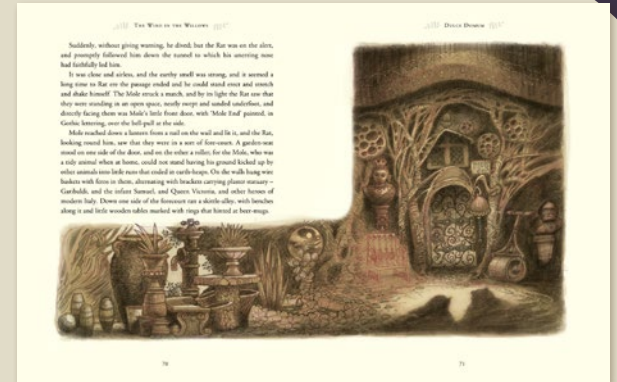 The Wind in the Willows
Dulce Domum
Suddenly, without giving warning, he dived; but the Rat was on the alert,
and promptly followed him down the tunnel to which his unerring nose
had faithfully led him.
It was close and airless, and the earthy smell was strong, and it seemed a
long time to Rat ere the passage ended and he could stand erect and stretch
and shake himself. The Mole struck a match, and by its light the Rat saw that
they were standing in an open space, neatly swept and sanded underfoot, and
directly facing them was Mole's little front door, with 'Mole End' painted, in
Gothic lettering, over the bell-pull at the side.
Mole reached down a lantern from a nail on the wall and lit it, and the Rat,
looking round him, saw that they were in a sort of fore-court. A garden-seat
stood on one side of the door, and on the other a roller; for the Mole, who was
a tidy animal when at home, could not stand having his ground kicked up by
other animals into little runs that ended in earth-heaps. On the walls hung wire
baskets with ferns in them, alternating with brackets carrying plaster statuary –
Garibaldi, and the infant Samuel, and Queen Victoria, and other heroes of
modern Italy. Down one side of the forecourt ran a skittle-alley, with benches
along it and little wooden tables marked with rings that hinted at beer-mugs.
70
71